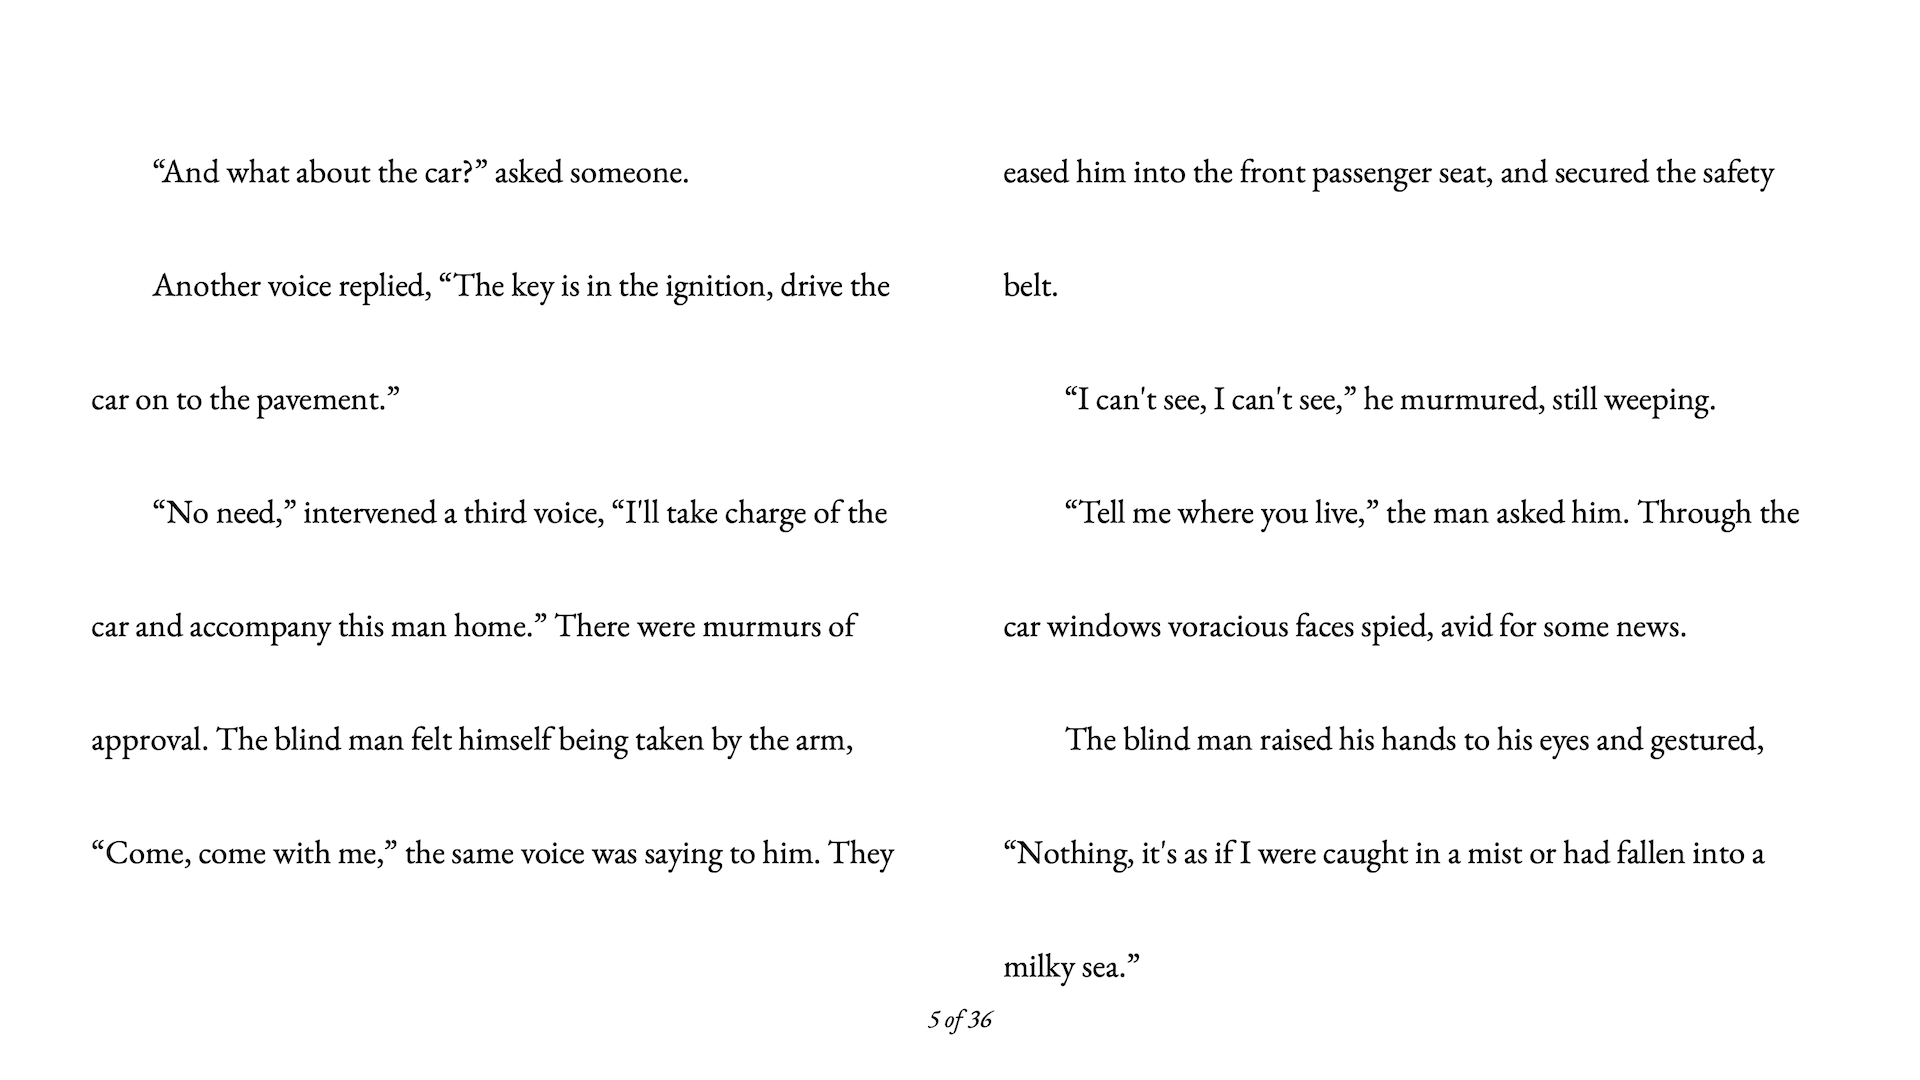 “And what about the car?” asked someone.
Another voice replied, “The key is in the ignition, drive the
car on to the pavement.”
“No need,” intervened a third voice, “I'll take charge of the
car and accompany this man home.” There were murmurs of
approval. The blind man felt himself being taken by the arm,
“Come, come with me,” the same voice was saying to him. They
eased him into the front passenger seat, and secured the safety
belt.
“I can't see, I can't see,” he murmured, still weeping.
“Tell me where you live,” the man asked him. Through the
car windows voracious faces spied, avid for some news.
The blind man raised his hands to his eyes and gestured,
“Nothing, it's as if I were caught in a mist or had fallen into a
milky sea.”
5 of 36